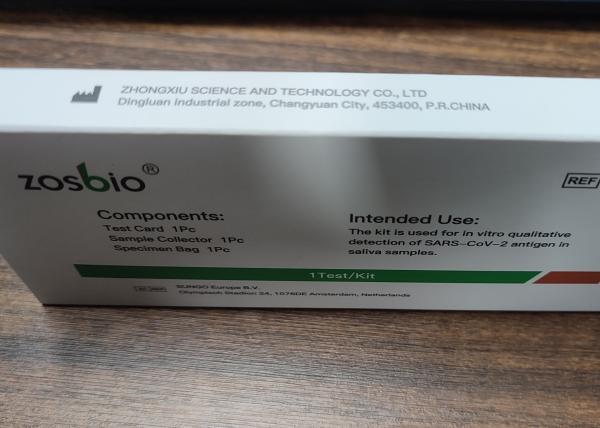 ZHONGXIU SCIENCE AND TECHNOLOGY CO., LTD
Dingluan industrial zone, Changyuan City, 453400, P.R.CHINA
zosbio®
REF
Components:
Test Card 1Pc
Sample Collector 1Pc
Specimen Bag 1Pc
Intended Use:
The kit is used for in vitro qualitative
detection of SARS-CoV-2 antigen in
saliva samples.
1Test/Kit
SUNGO Europe B.V.
Olympisch Stadion 24, 1076DE Amsterdam, Netherlands